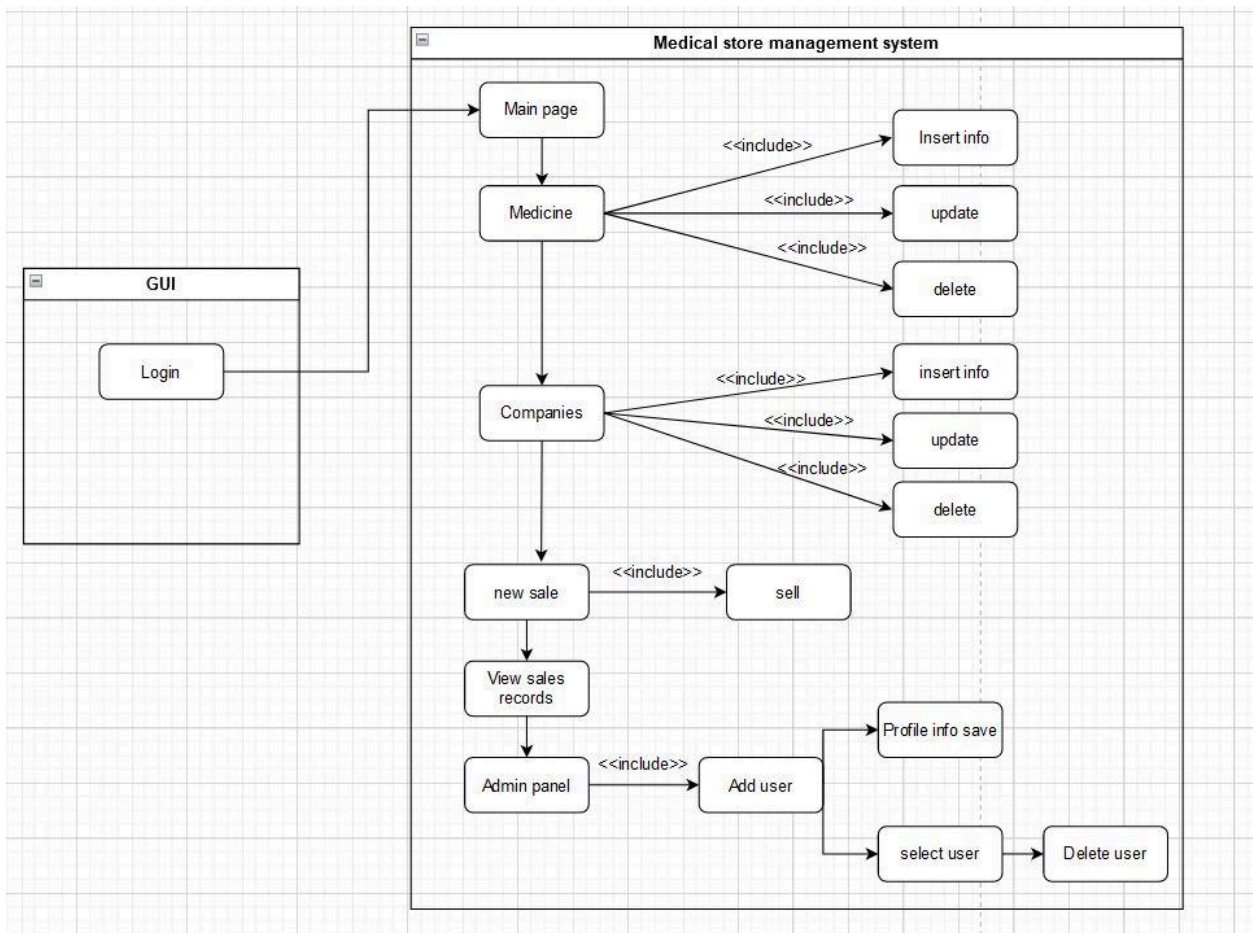 Medical store management system
Main page
<<include>>
Insert info
Medicine
<<include>>
update
<<include>>
delete
GUI
Login
Companies
<<include>>
insert info
<<include>>
update
<<include>>
delete
new sale
<<include>>
sell
View sales
records
Profile info save
Admin panel
<<include>>
Add user
select user
Delete user